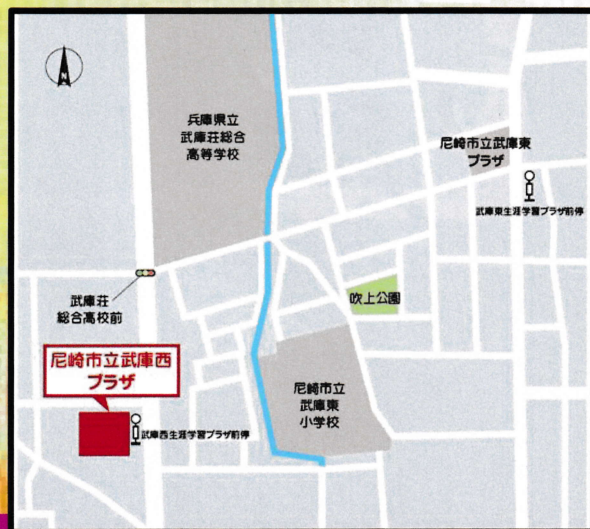 N
兵庫県立
武庫荘総合
高等学校
尼崎市立武庫東
プラザ
武庫東生涯学習プラザ前停
武庫荘
総合高校前
吹上公園
尼崎市立武庫西
プラザ
武庫西生涯学習プラザ前停
尼崎市立
武庫東
小学校